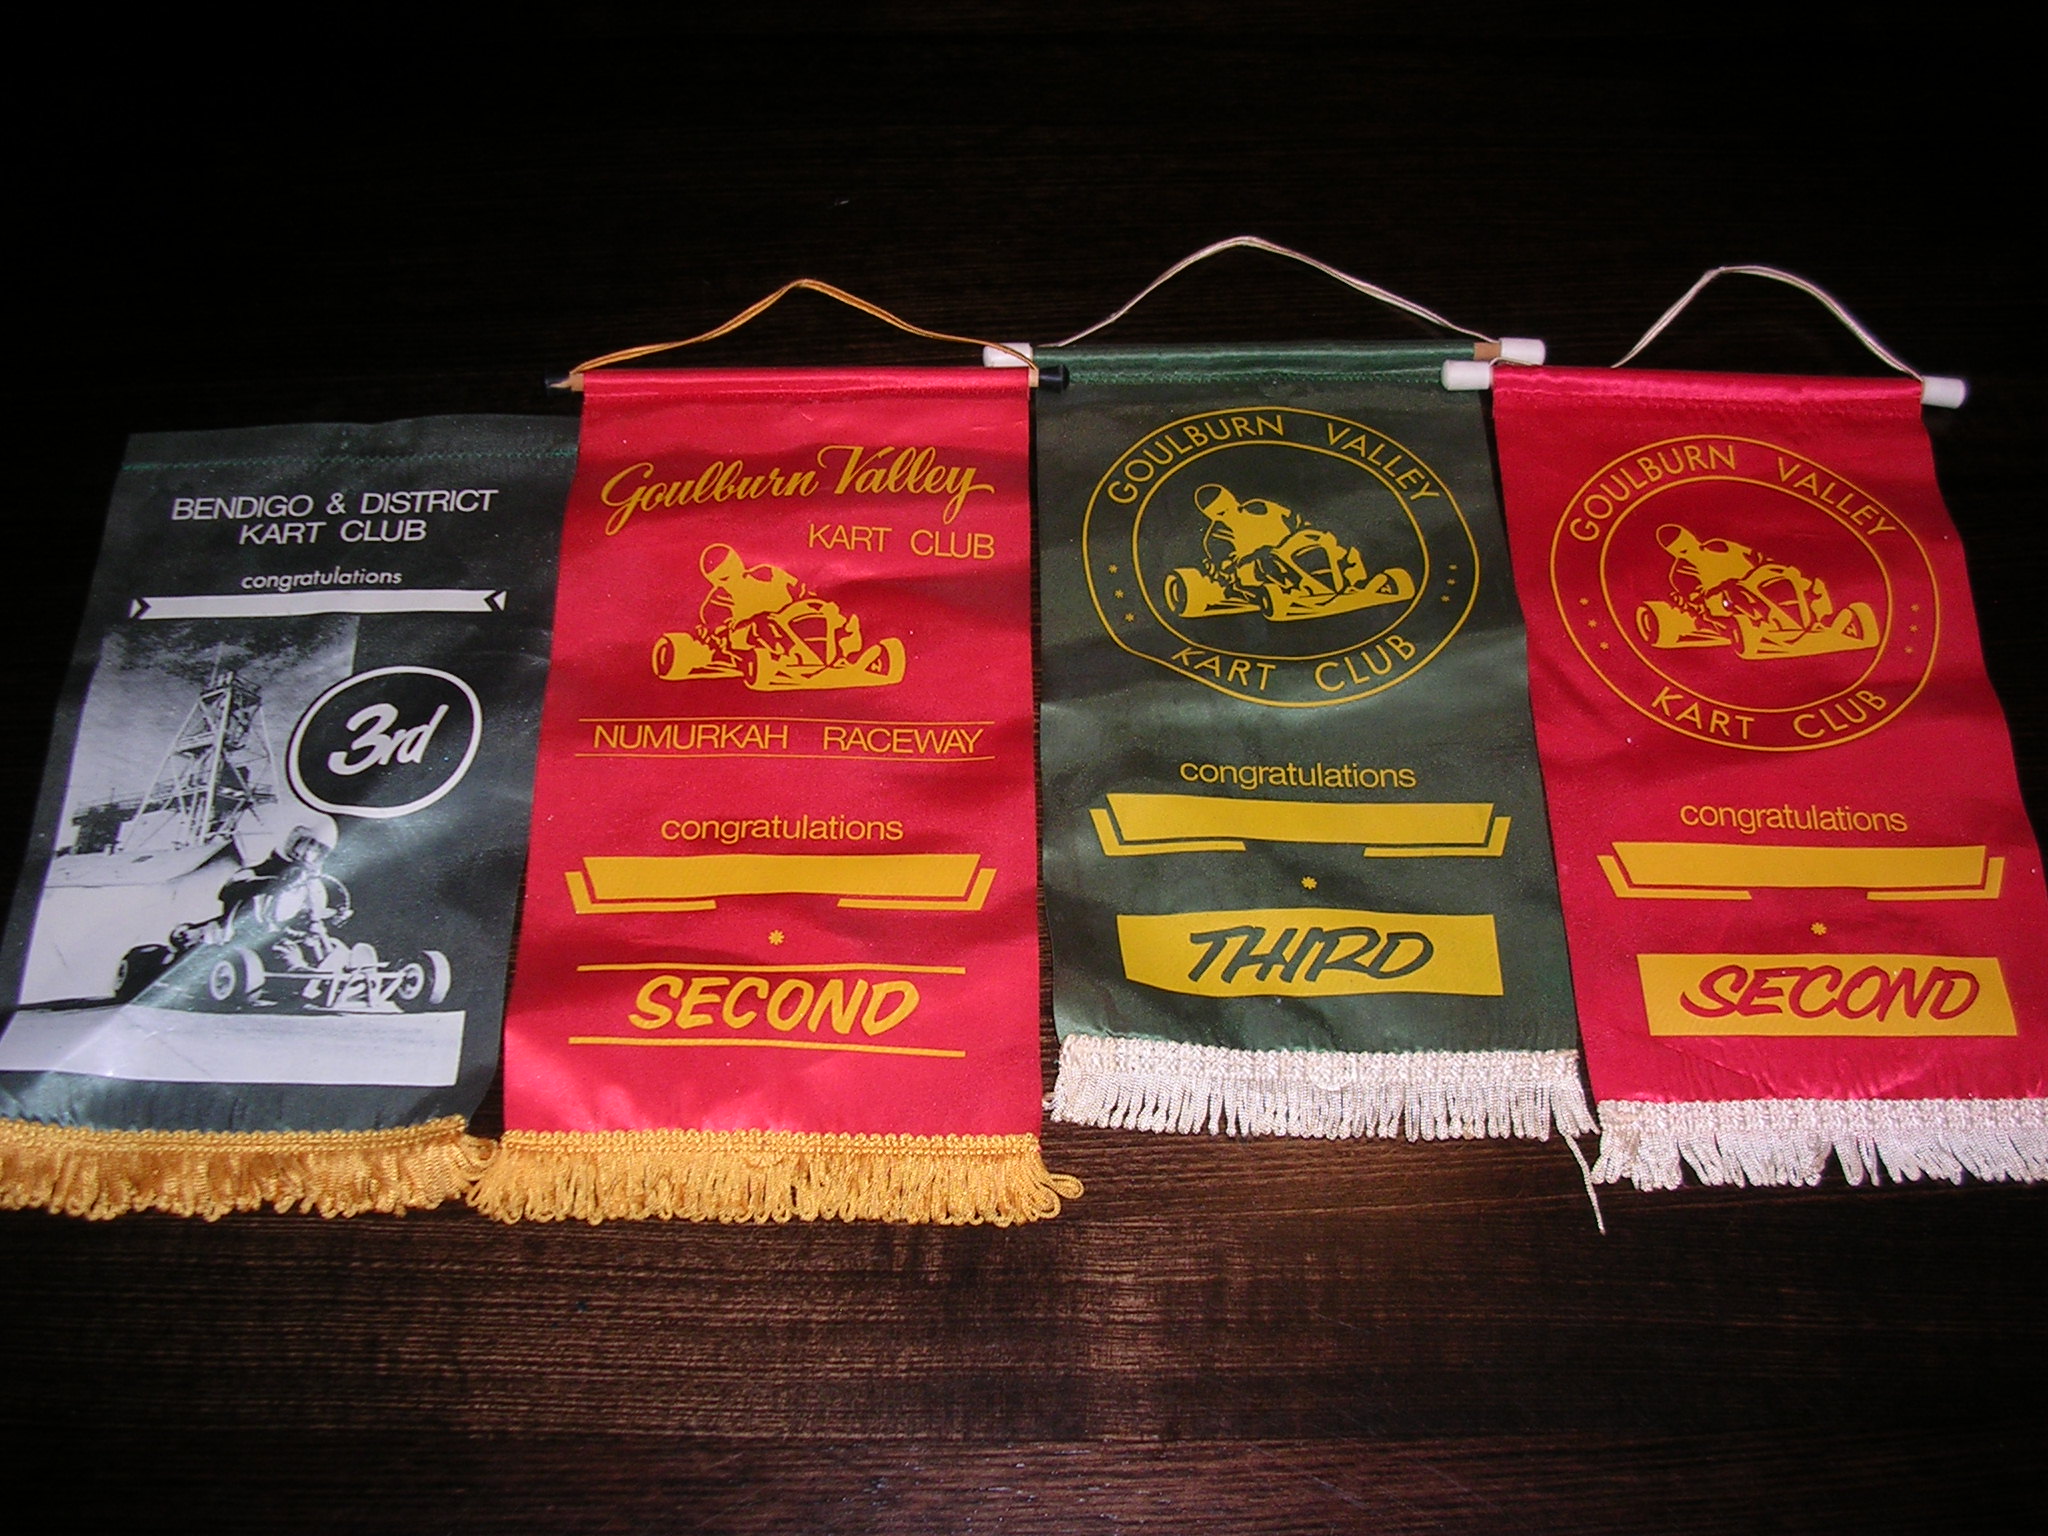 BENDIGO & DISTRICT
KART CLUB
congratulations
3rd
Goulburn Valley
KART CLUB
NUMURKAH RACEWAY
congratulations
SECOND
GOULBURN VALLEY
KART CLUB
congratulations
THIRD
GOULBURN VALLEY
KART CLUB
congratulations
SECOND